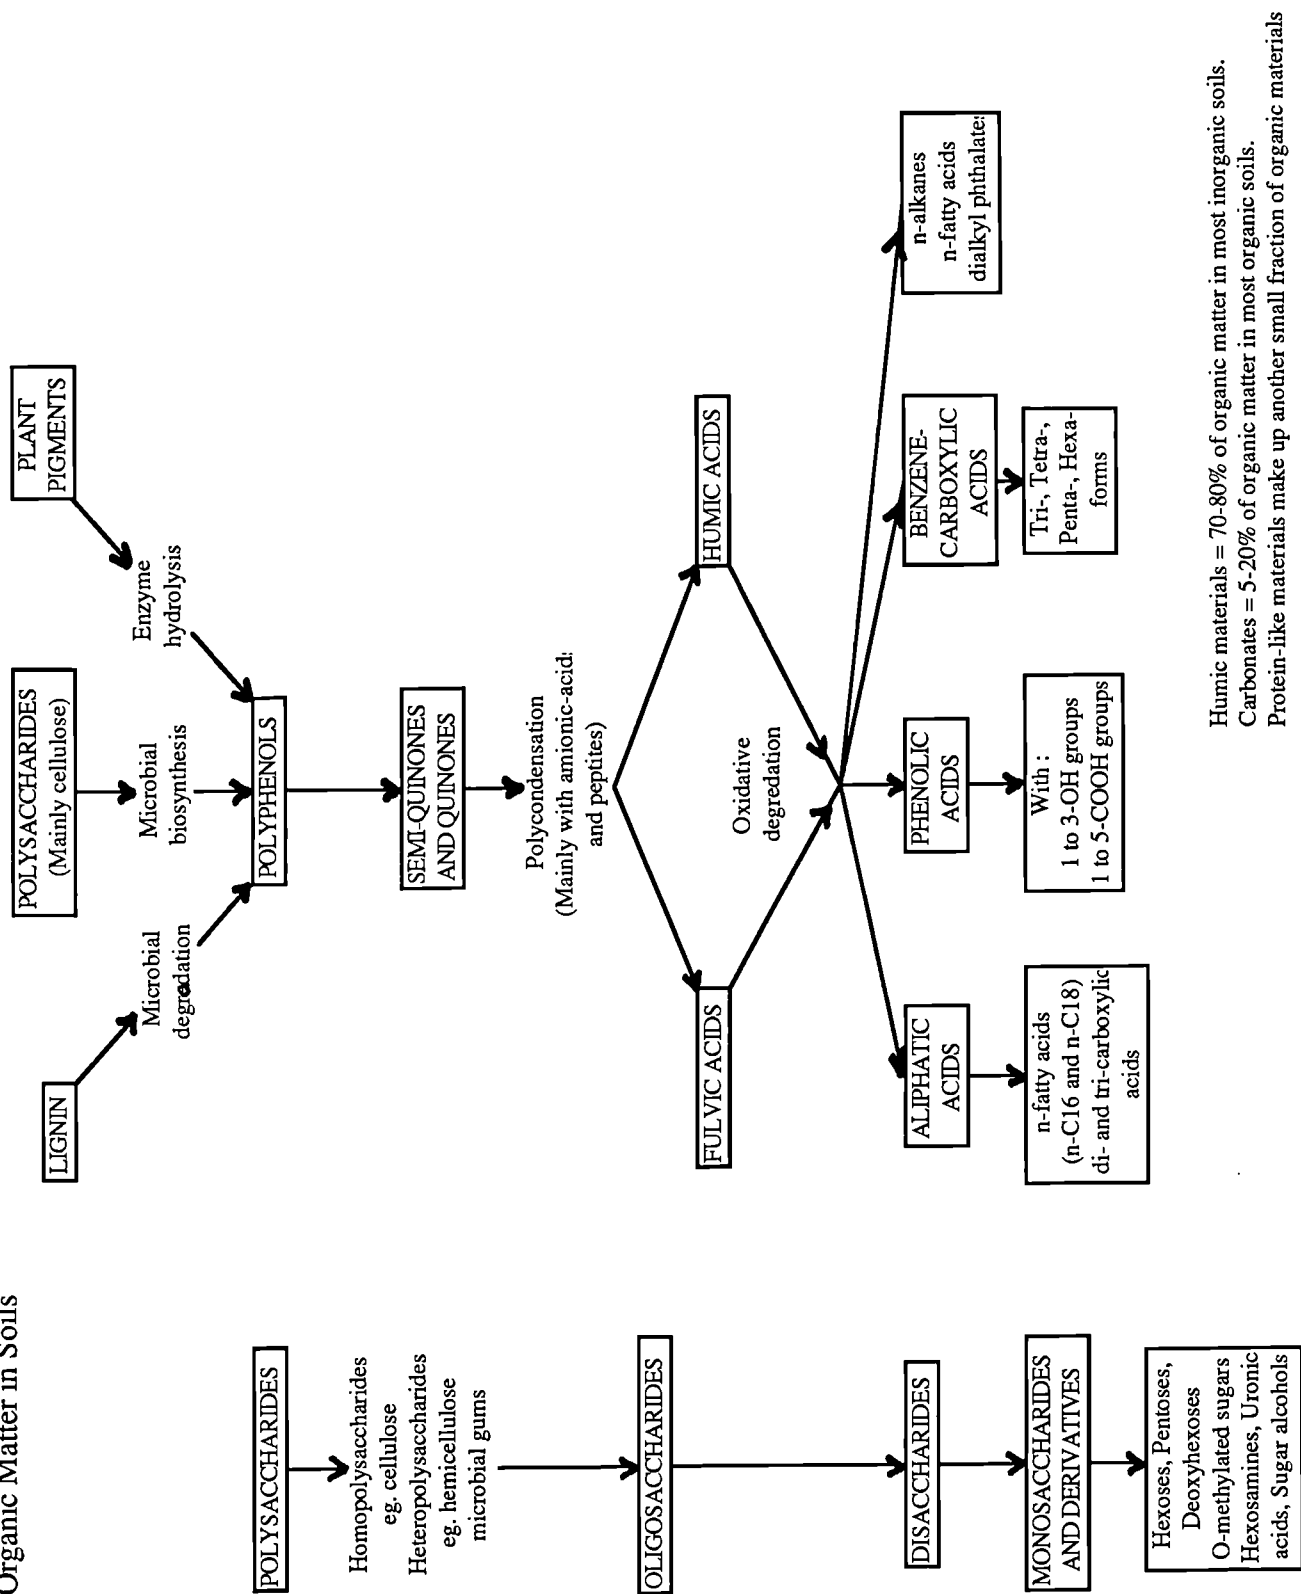 Organic Matter in Soils
POLYSACCHARIDES
Homopolysaccharides
eg. cellulose
Heteropolysaccharides
eg. hemicellulose
microbial gums
OLIGOSACCHARIDES
DISACCHARIDES
MONOSACCHARIDES
AND DERIVATIVES
Hexoses, Pentoses,
Deoxyhexoses
O-methylated sugars
Hexosamines, Uronic
acids, Sugar alcohols
LIGNIN
POLYSACCHARIDES
(Mainly cellulose)
PLANT
PIGMENTS
Microbial
degredation
Microbial
biosynthesis
Enzyme
hydrolysis
POLYPHENOLS
SEMI-QUINONES
AND QUINONES
Polycondensation
(Mainly with amionic-acids
and peptites)
FULVIC ACIDS
HUMIC ACIDS
Oxidative
degredation
ALIPHATIC
ACIDS
PHENOLIC
ACIDS
BENZENE-
CARBOXYLIC
ACIDS
n-alkanes
n-fatty acids
dialkyl phthalates
n-fatty acids
(n-C16 and n-C18)
di- and tri-carboxylic
acids
With :
1 to 3-OH groups
1 to 5-COOH groups
Tri-, Tetra-,
Penta-, Hexa-
forms
Humic materials = 70-80% of organic matter in most inorganic soils.
Carbonates = 5-20% of organic matter in most organic soils.
Protein-like materials make up another small fraction of organic materials